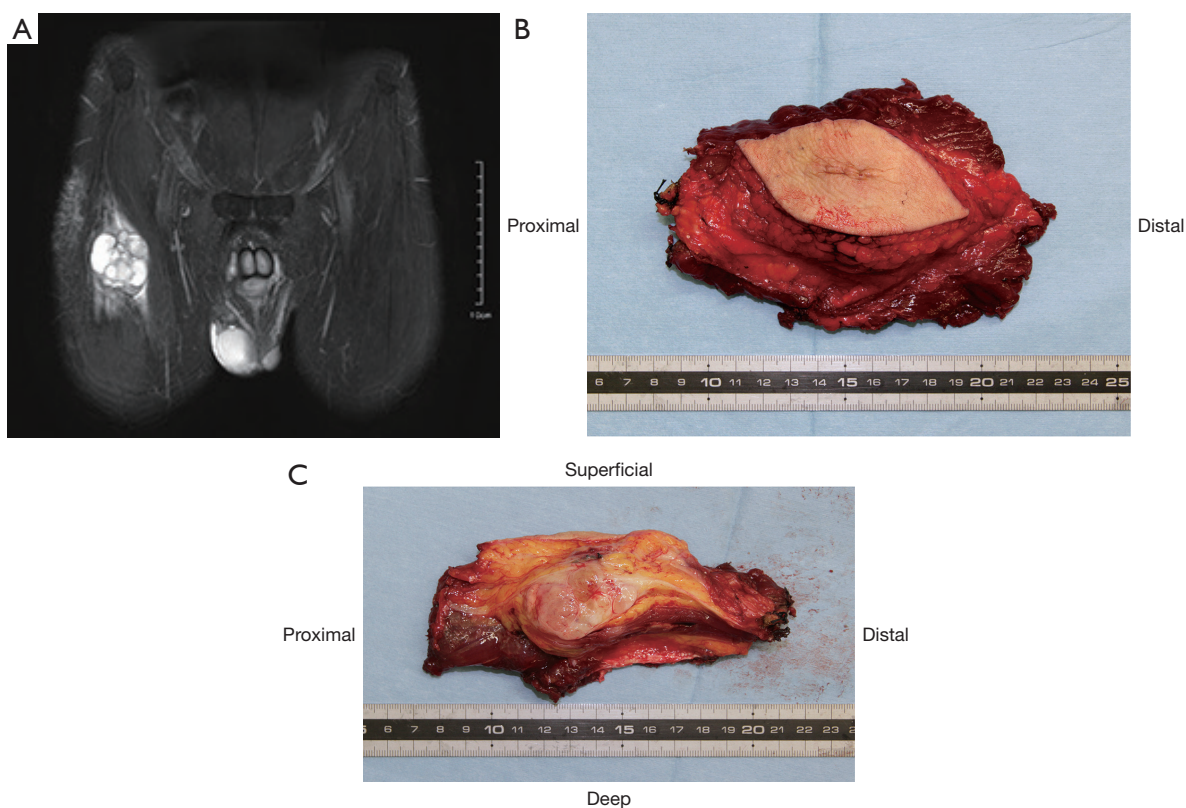 A
10cm
B
Proximal
Distal
6 7 8 9 10 11 12 13 14 15 16 17 18 19 20 21 22 23 24 25
C
Superficial
Proximal
Distal
6 7 8 9 10 11 12 13 14 15 16 17 18 19 20 21 22 23
Deep